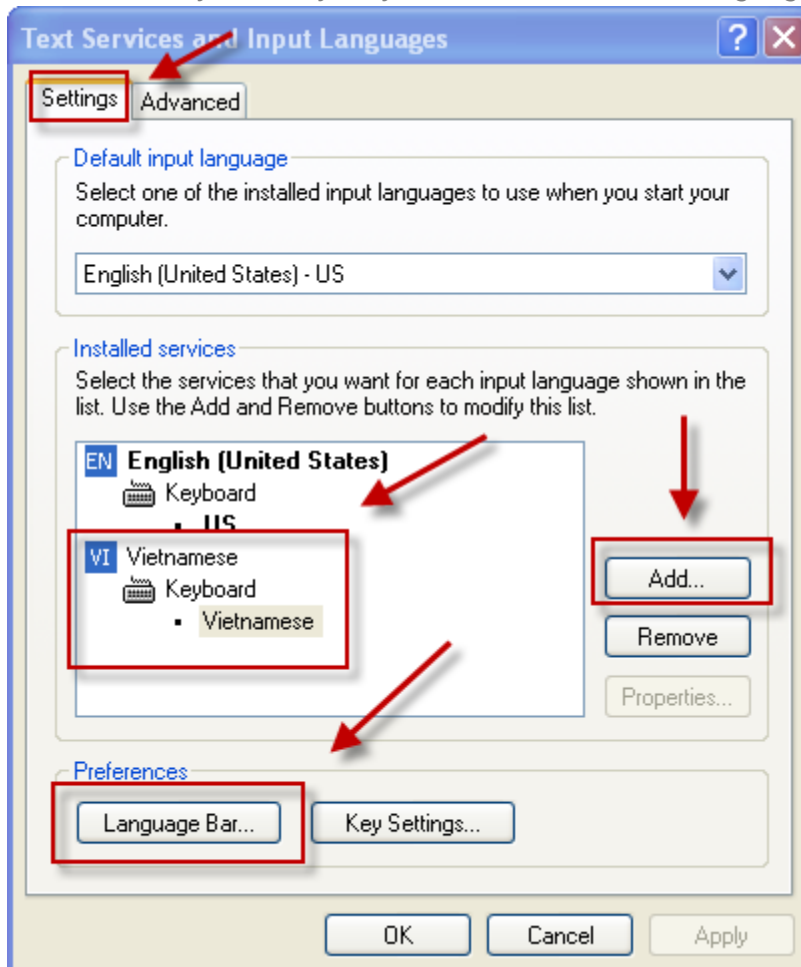 Text Services and Input Languages
Settings
Advanced
Default input language
Select one of the installed input languages to use when you start your
computer.
English (United States) - US
Installed services
Select the services that you want for each input language shown in the
list. Use the Add and Remove buttons to modify this list.
EN English (United States)
Keyboard
US
VI Vietnamese
Keyboard
Vietnamese
Add...
Remove
Properties...
Preferences
Language Bar...
Key Settings...
OK
Cancel
Apply